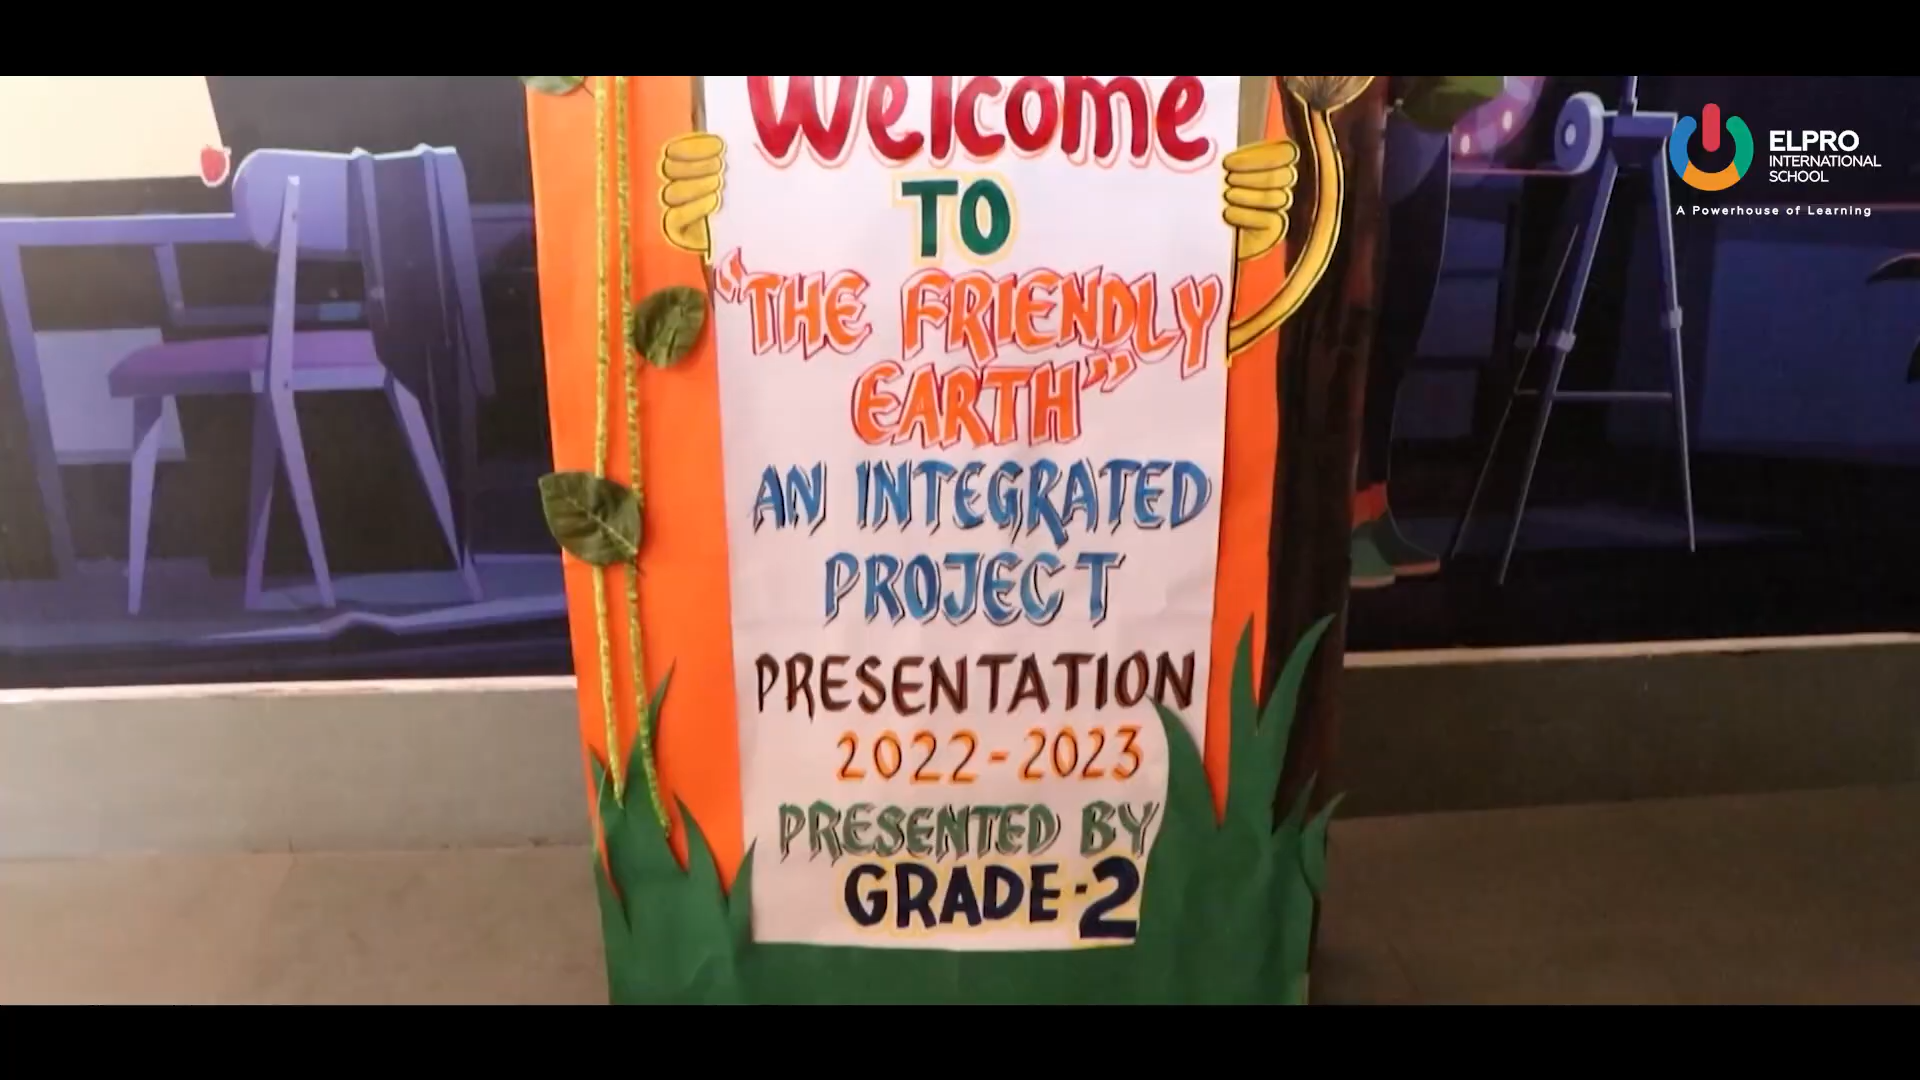 Welcome
TO
"THE FRIENDLY
EARTH"
AN INTEGRATED
PROJECT
PRESENTATION
2022-2023
PRESENTED BY
GRADE-2
ELPRO
INTERNATIONAL
SCHOOL
A Powerhouse of Learning